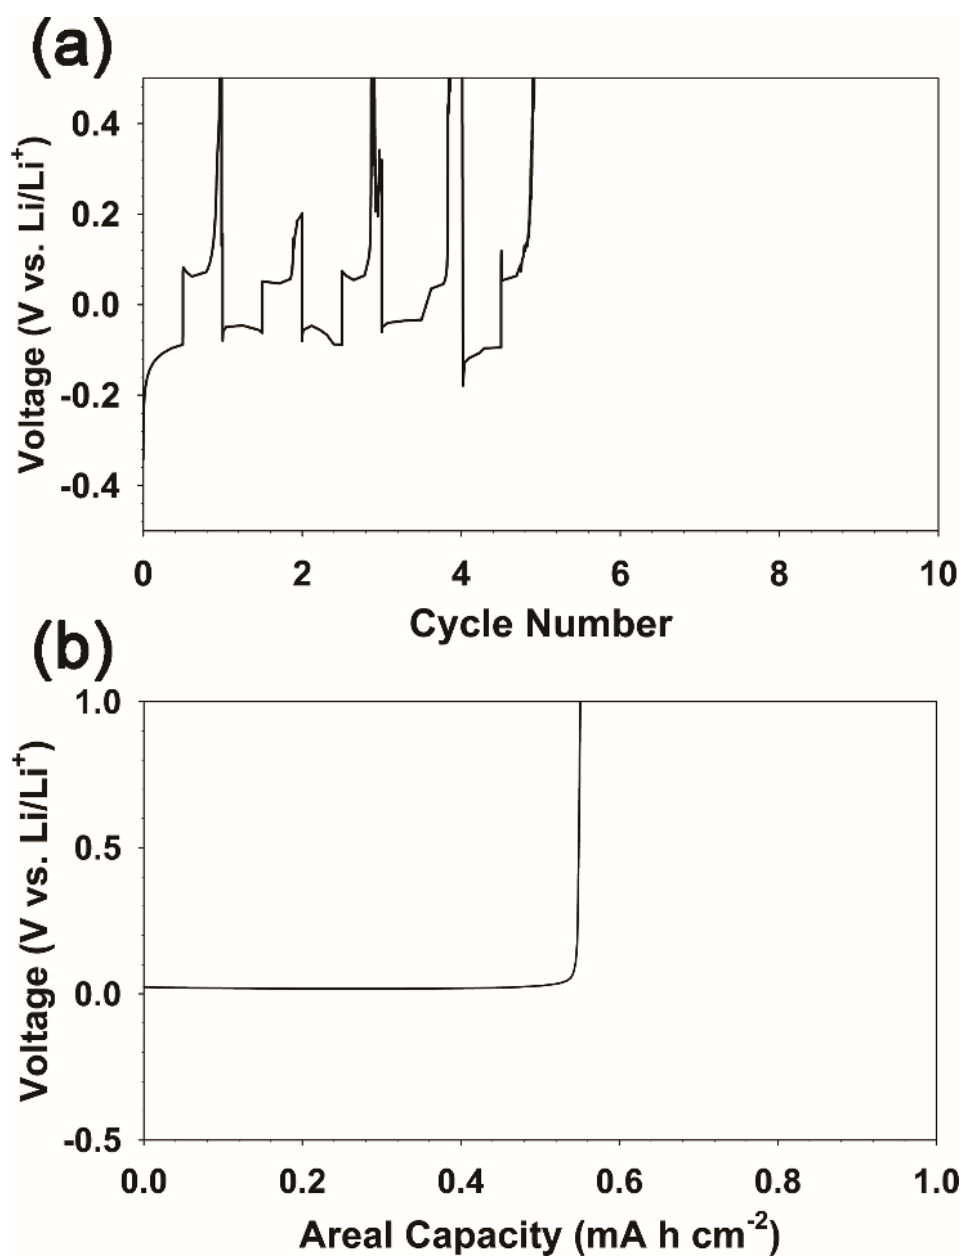 (a)
Voltage (V vs. Li/Li⁺)
0.4
0.2
0.0
-0.2
-0.4
0 2 4 6 8 10
Cycle Number
(b)
Voltage (V vs. Li/Li⁺)
1.0
0.5
0.0
-0.5
0.0 0.2 0.4 0.6 0.8 1.0
Areal Capacity (mA h cm⁻²)